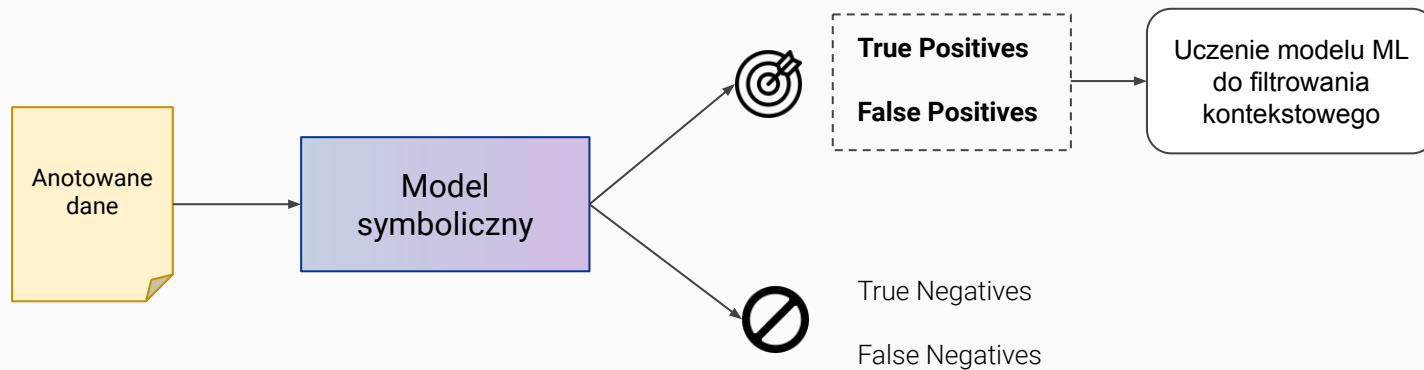 Anotowane
dane
Model
symboliczny
True Positives
False Positives
Uczenie modelu ML
do filtrowania
kontekstowego
True Negatives
False Negatives